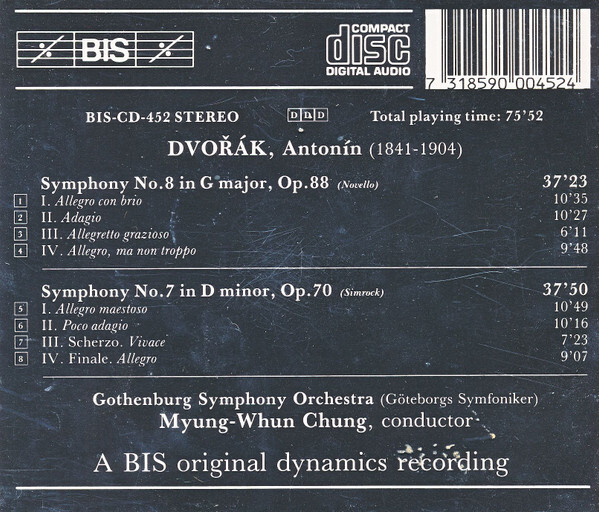 BIS
COMPACT
disc
DIGITAL AUDIO
7 318590 004524
BIS-CD-452 STEREO DDD Total playing time: 75'52
DVOŘÁK, Antonín (1841-1904)
Symphony No.8 in G major, Op.88 (Novello) 37'23
1 I. Allegro con brio 10'35
2 II. Adagio 10'27
3 III. Allegretto grazioso 6'11
4 IV. Allegro, ma non troppo 9'48
Symphony No.7 in D minor, Op.70 (Simrock) 37'50
5 I. Allegro maestoso 10'49
6 II. Poco adagio 10'16
7 III. Scherzo. Vivace 7'23
8 IV. Finale. Allegro 9'07
Gothenburg Symphony Orchestra (Göteborgs Symfoniker)
Myung-Whun Chung, conductor
A BIS original dynamics recording